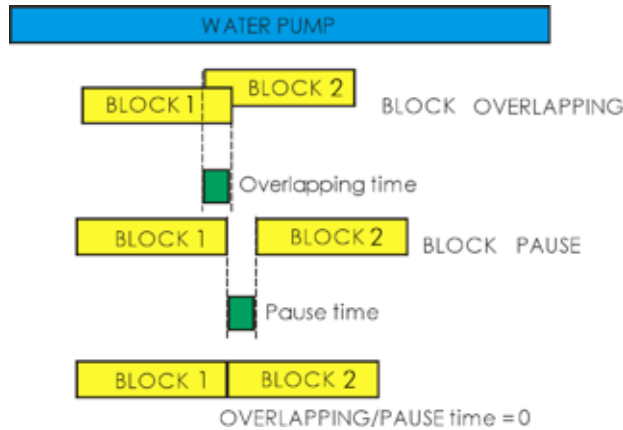 WATER PUMP
BLOCK 2
BLOCK 1
BLOCK OVERLAPPING
Overlapping time
BLOCK 1
BLOCK 2
BLOCK PAUSE
Pause time
BLOCK 1
BLOCK 2
OVERLAPPING/PAUSE time = 0